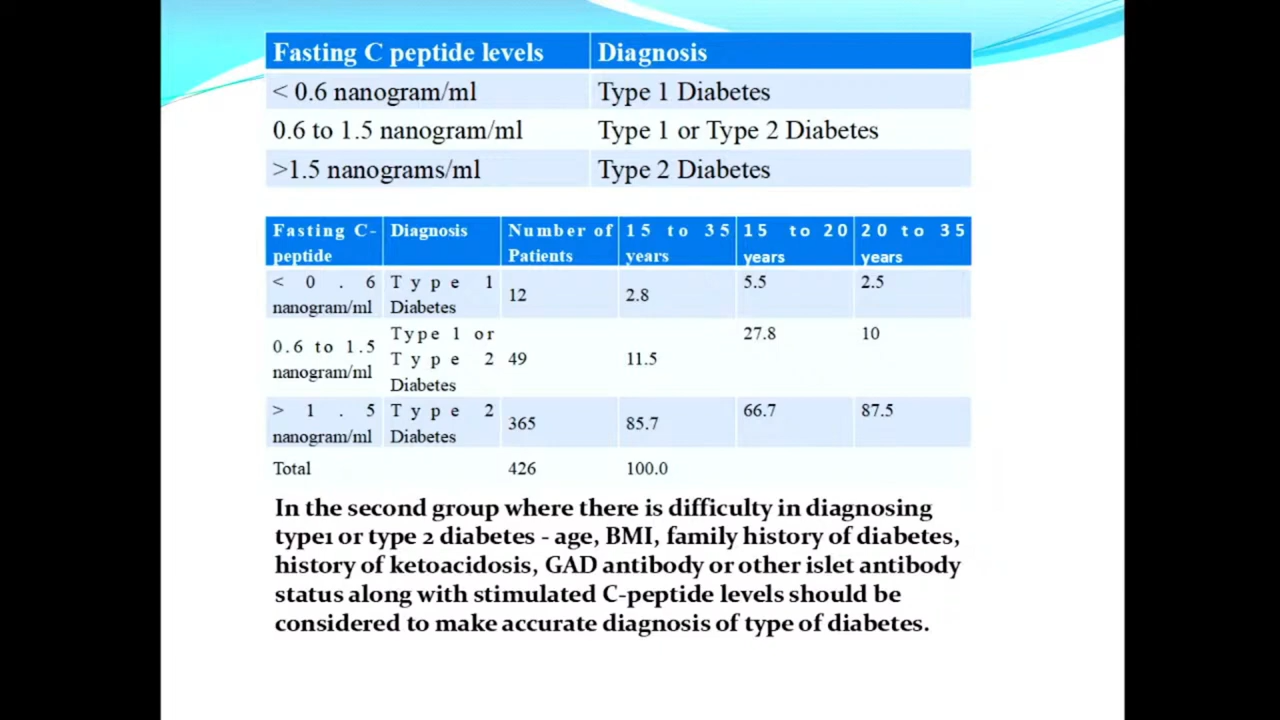 Fasting C peptide levels Diagnosis
< 0.6 nanogram/ml Type 1 Diabetes
0.6 to 1.5 nanogram/ml Type 1 or Type 2 Diabetes
>1.5 nanograms/ml Type 2 Diabetes
Fasting C- Diagnosis Number of 15 to 35 15 to 20 20 to 35
peptide Patients years years years
< 0 . 6 Type 1 5.5 2.5
nanogram/ml Diabetes 12 2.8
0.6 to 1.5 Type 1 or 27.8 10
nanogram/ml Type 2 49 11.5
Diabetes
> 1 . 5 Type 2 66.7 87.5
nanogram/ml Diabetes 365 85.7
Total 426 100.0
In the second group where there is difficulty in diagnosing
type1 or type 2 diabetes - age, BMI, family history of diabetes,
history of ketoacidosis, GAD antibody or other islet antibody
status along with stimulated C-peptide levels should be
considered to make accurate diagnosis of type of diabetes.